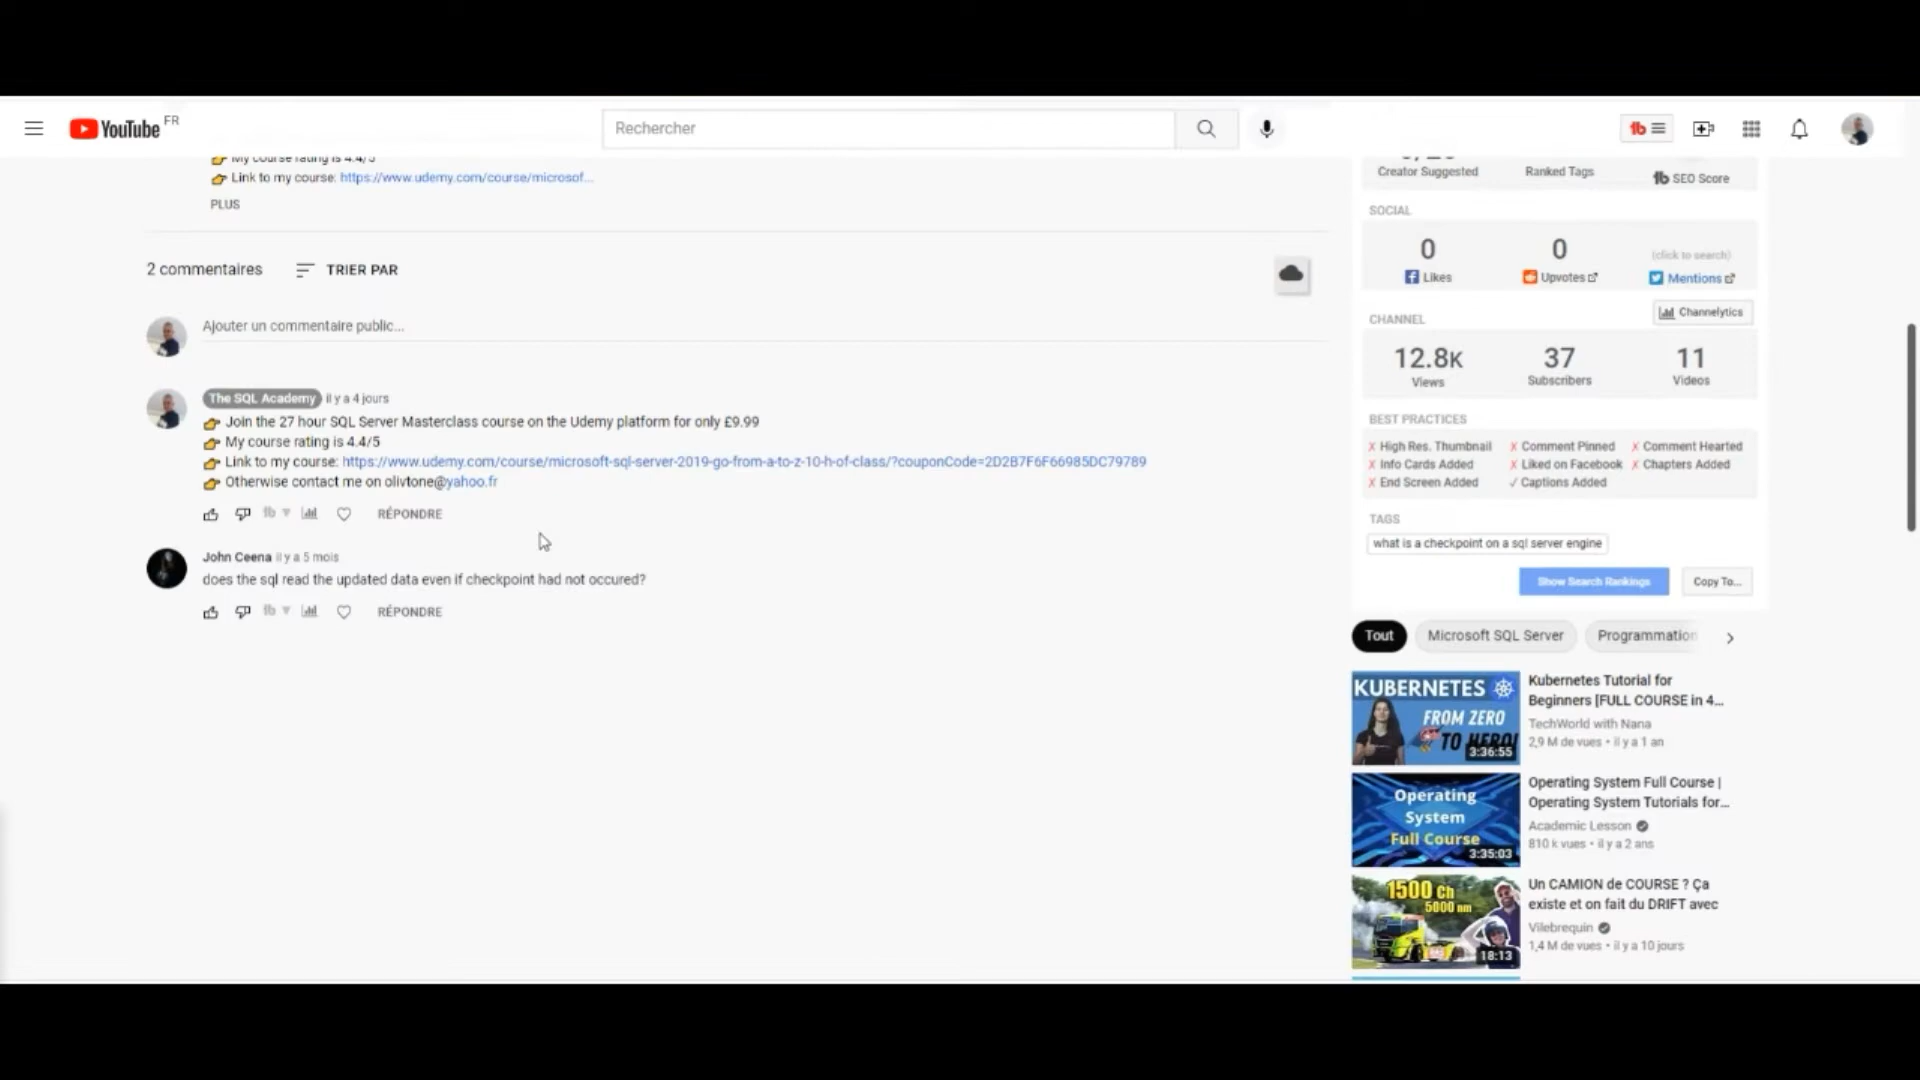 YouTube FR
Rechercher
My course rating is 4.4/5
Link to my course: https://www.udemy.com/course/microsof...
PLUS
2 commentaires
TRIER PAR
Ajouter un commentaire public...
The SQL Academy il y a 4 jours
Join the 27 hour SQL Server Masterclass course on the Udemy platform for only £9.99
My course rating is 4.4/5
Link to my course: https://www.udemy.com/course/microsoft-sql-server-2019-go-from-a-to-z-10-h-of-class/?couponCode=2D2B7F6F66985DC79789
Otherwise contact me on olivtone@yahoo.fr
RÉPONDRE
John Ceena il y a 5 mois
does the sql read the updated data even if checkpoint had not occured?
RÉPONDRE
Creator Suggested Ranked Tags SEO Score
SOCIAL
0 0 (click to search)
Likes Upvotes Mentions
CHANNEL Channelytics
12.8K 37 11
Views Subscribers Videos
BEST PRACTICES
X High Res. Thumbnail X Comment Pinned X Comment Hearted
X Info Cards Added X Liked on Facebook X Chapters Added
X End Screen Added ✓ Captions Added
TAGS
what is a checkpoint on a sql server engine
Show Search Rankings Copy To...
Tout Microsoft SQL Server Programmation
KUBERNETES
FROM ZERO
TO HERO!
3:36:55
Kubernetes Tutorial for
Beginners [FULL COURSE in 4...
TechWorld with Nana
2,9 M de vues • il y a 1 an
Operating
System
Full Course
3:35:03
Operating System Full Course |
Operating System Tutorials for...
Academic Lesson
810 k vues • il y a 2 ans
1500 Ch
5000 nm
18:13
Un CAMION de COURSE ? Ça
existe et on fait du DRIFT avec
Vilebrequin
1,4 M de vues • il y a 10 jours